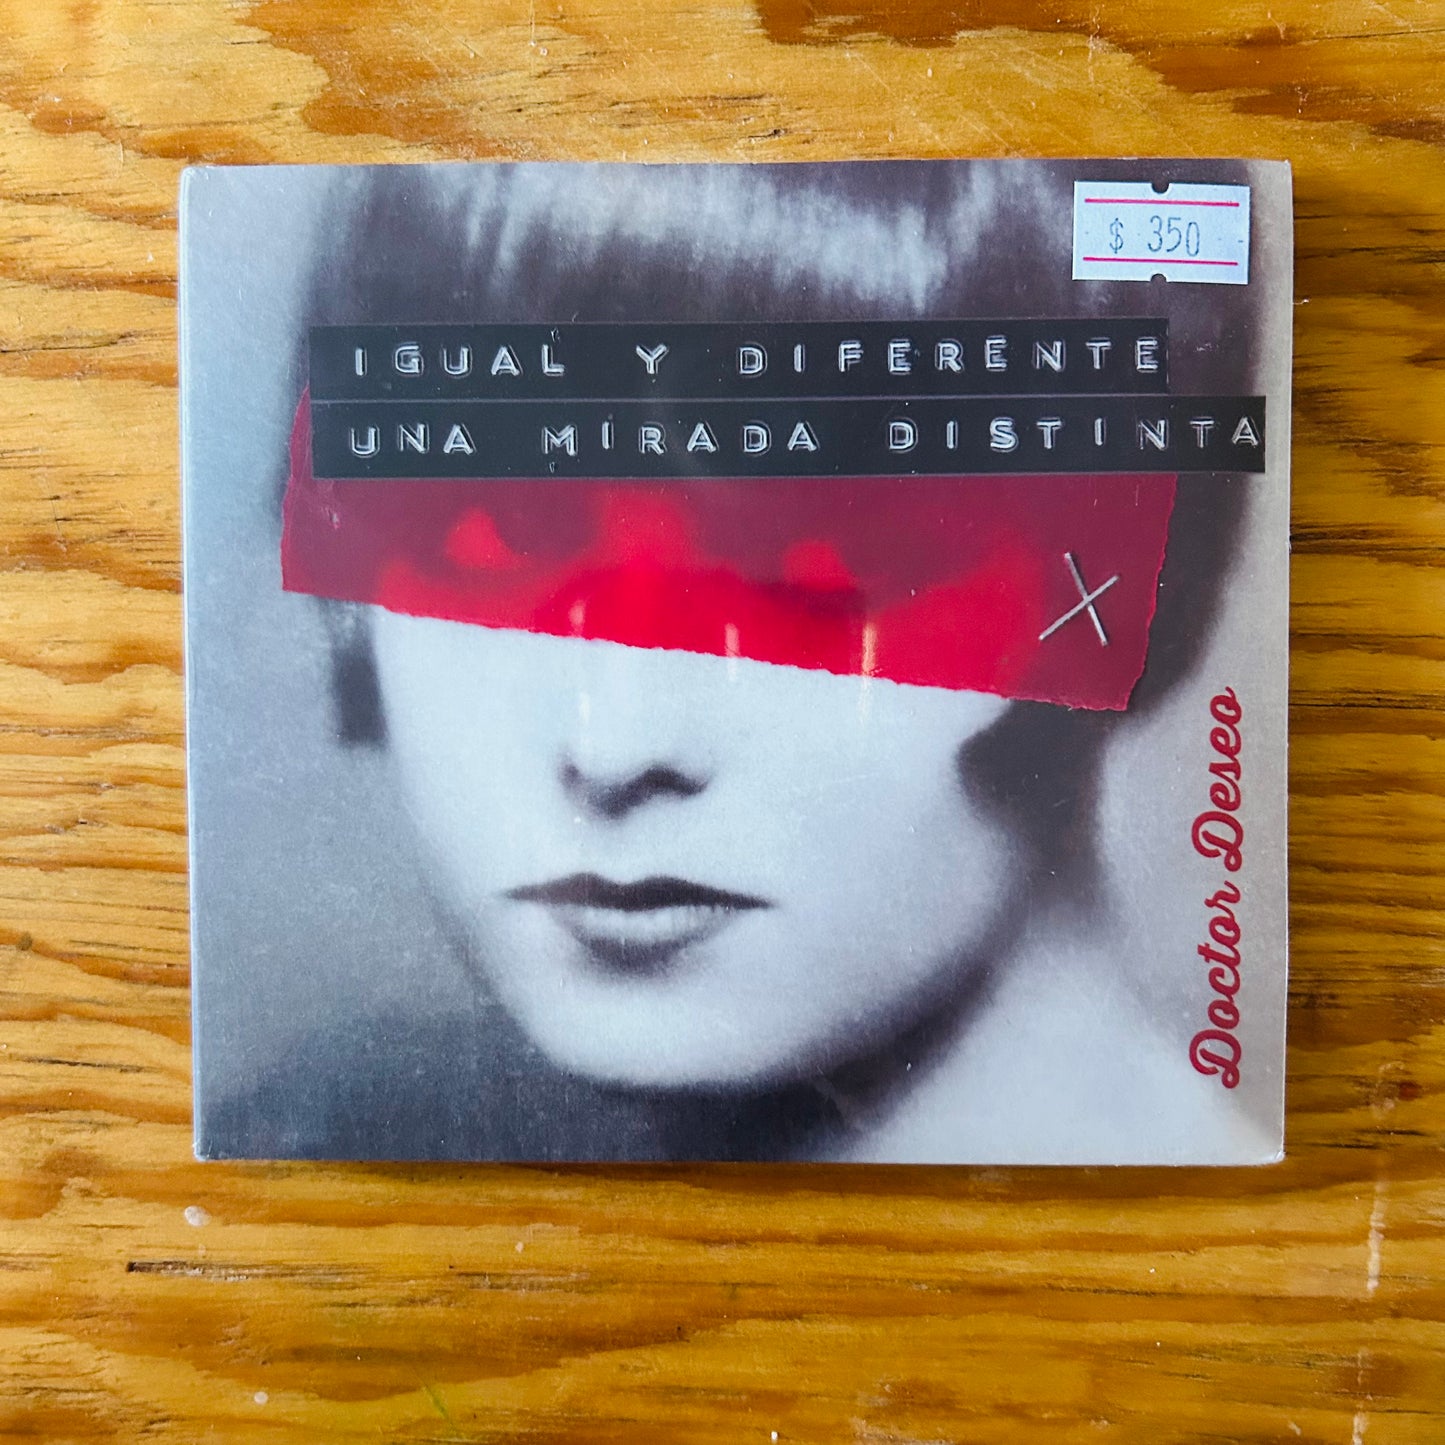 $ 350
IGUAL Y DIFERENTE
UNA MIRADA DISTINTA
Doctor Deseo